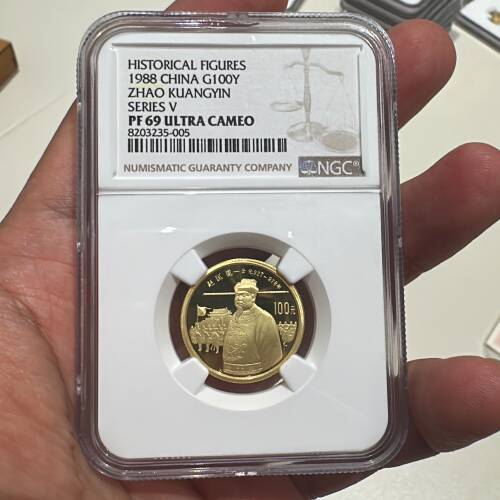 HISTORICAL FIGURES
1988 CHINA G100Y
ZHAO KUANGYIN
SERIES V
PF 69 ULTRA CAMEO
8203235-005
NUMISMATIC GUARANTY COMPANY
NGC
100元